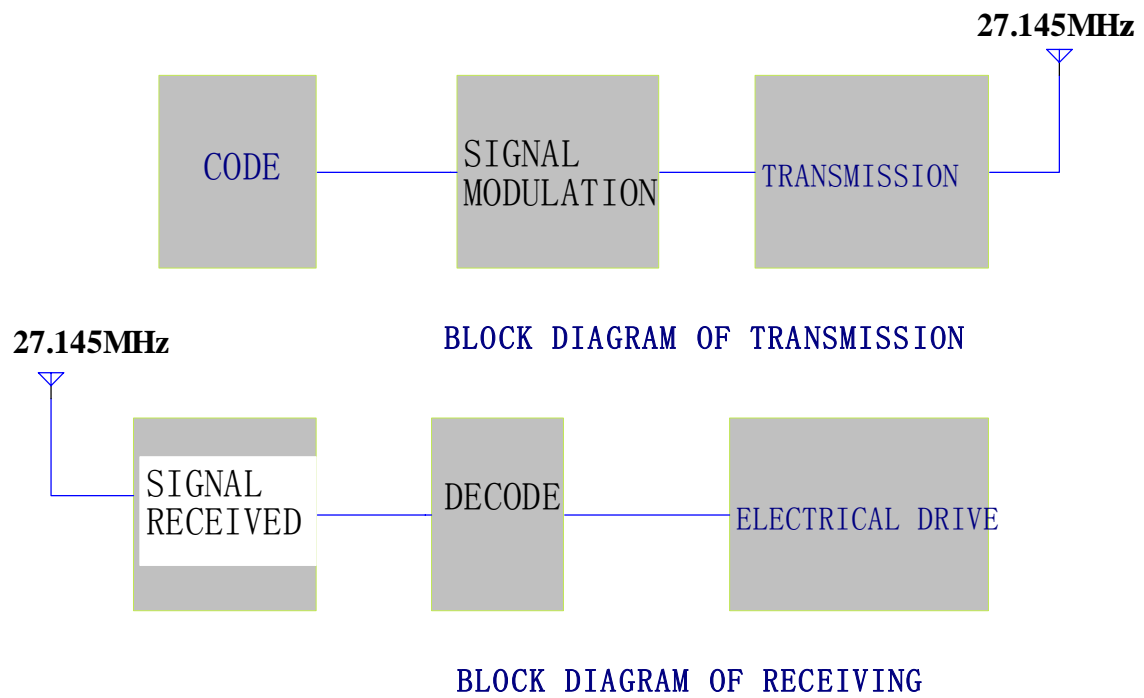 27.145MHz
CODE
SIGNAL
MODULATION
TRANSMISSION
BLOCK DIAGRAM OF TRANSMISSION
27.145MHz
SIGNAL
RECEIVED
DECODE
ELECTRICAL DRIVE
BLOCK DIAGRAM OF RECEIVING